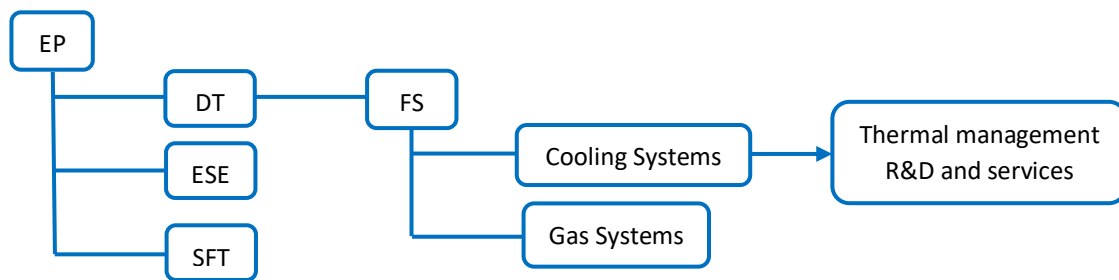 EP
DT
FS
ESE
Cooling Systems
Thermal management
R&D and services
SFT
Gas Systems